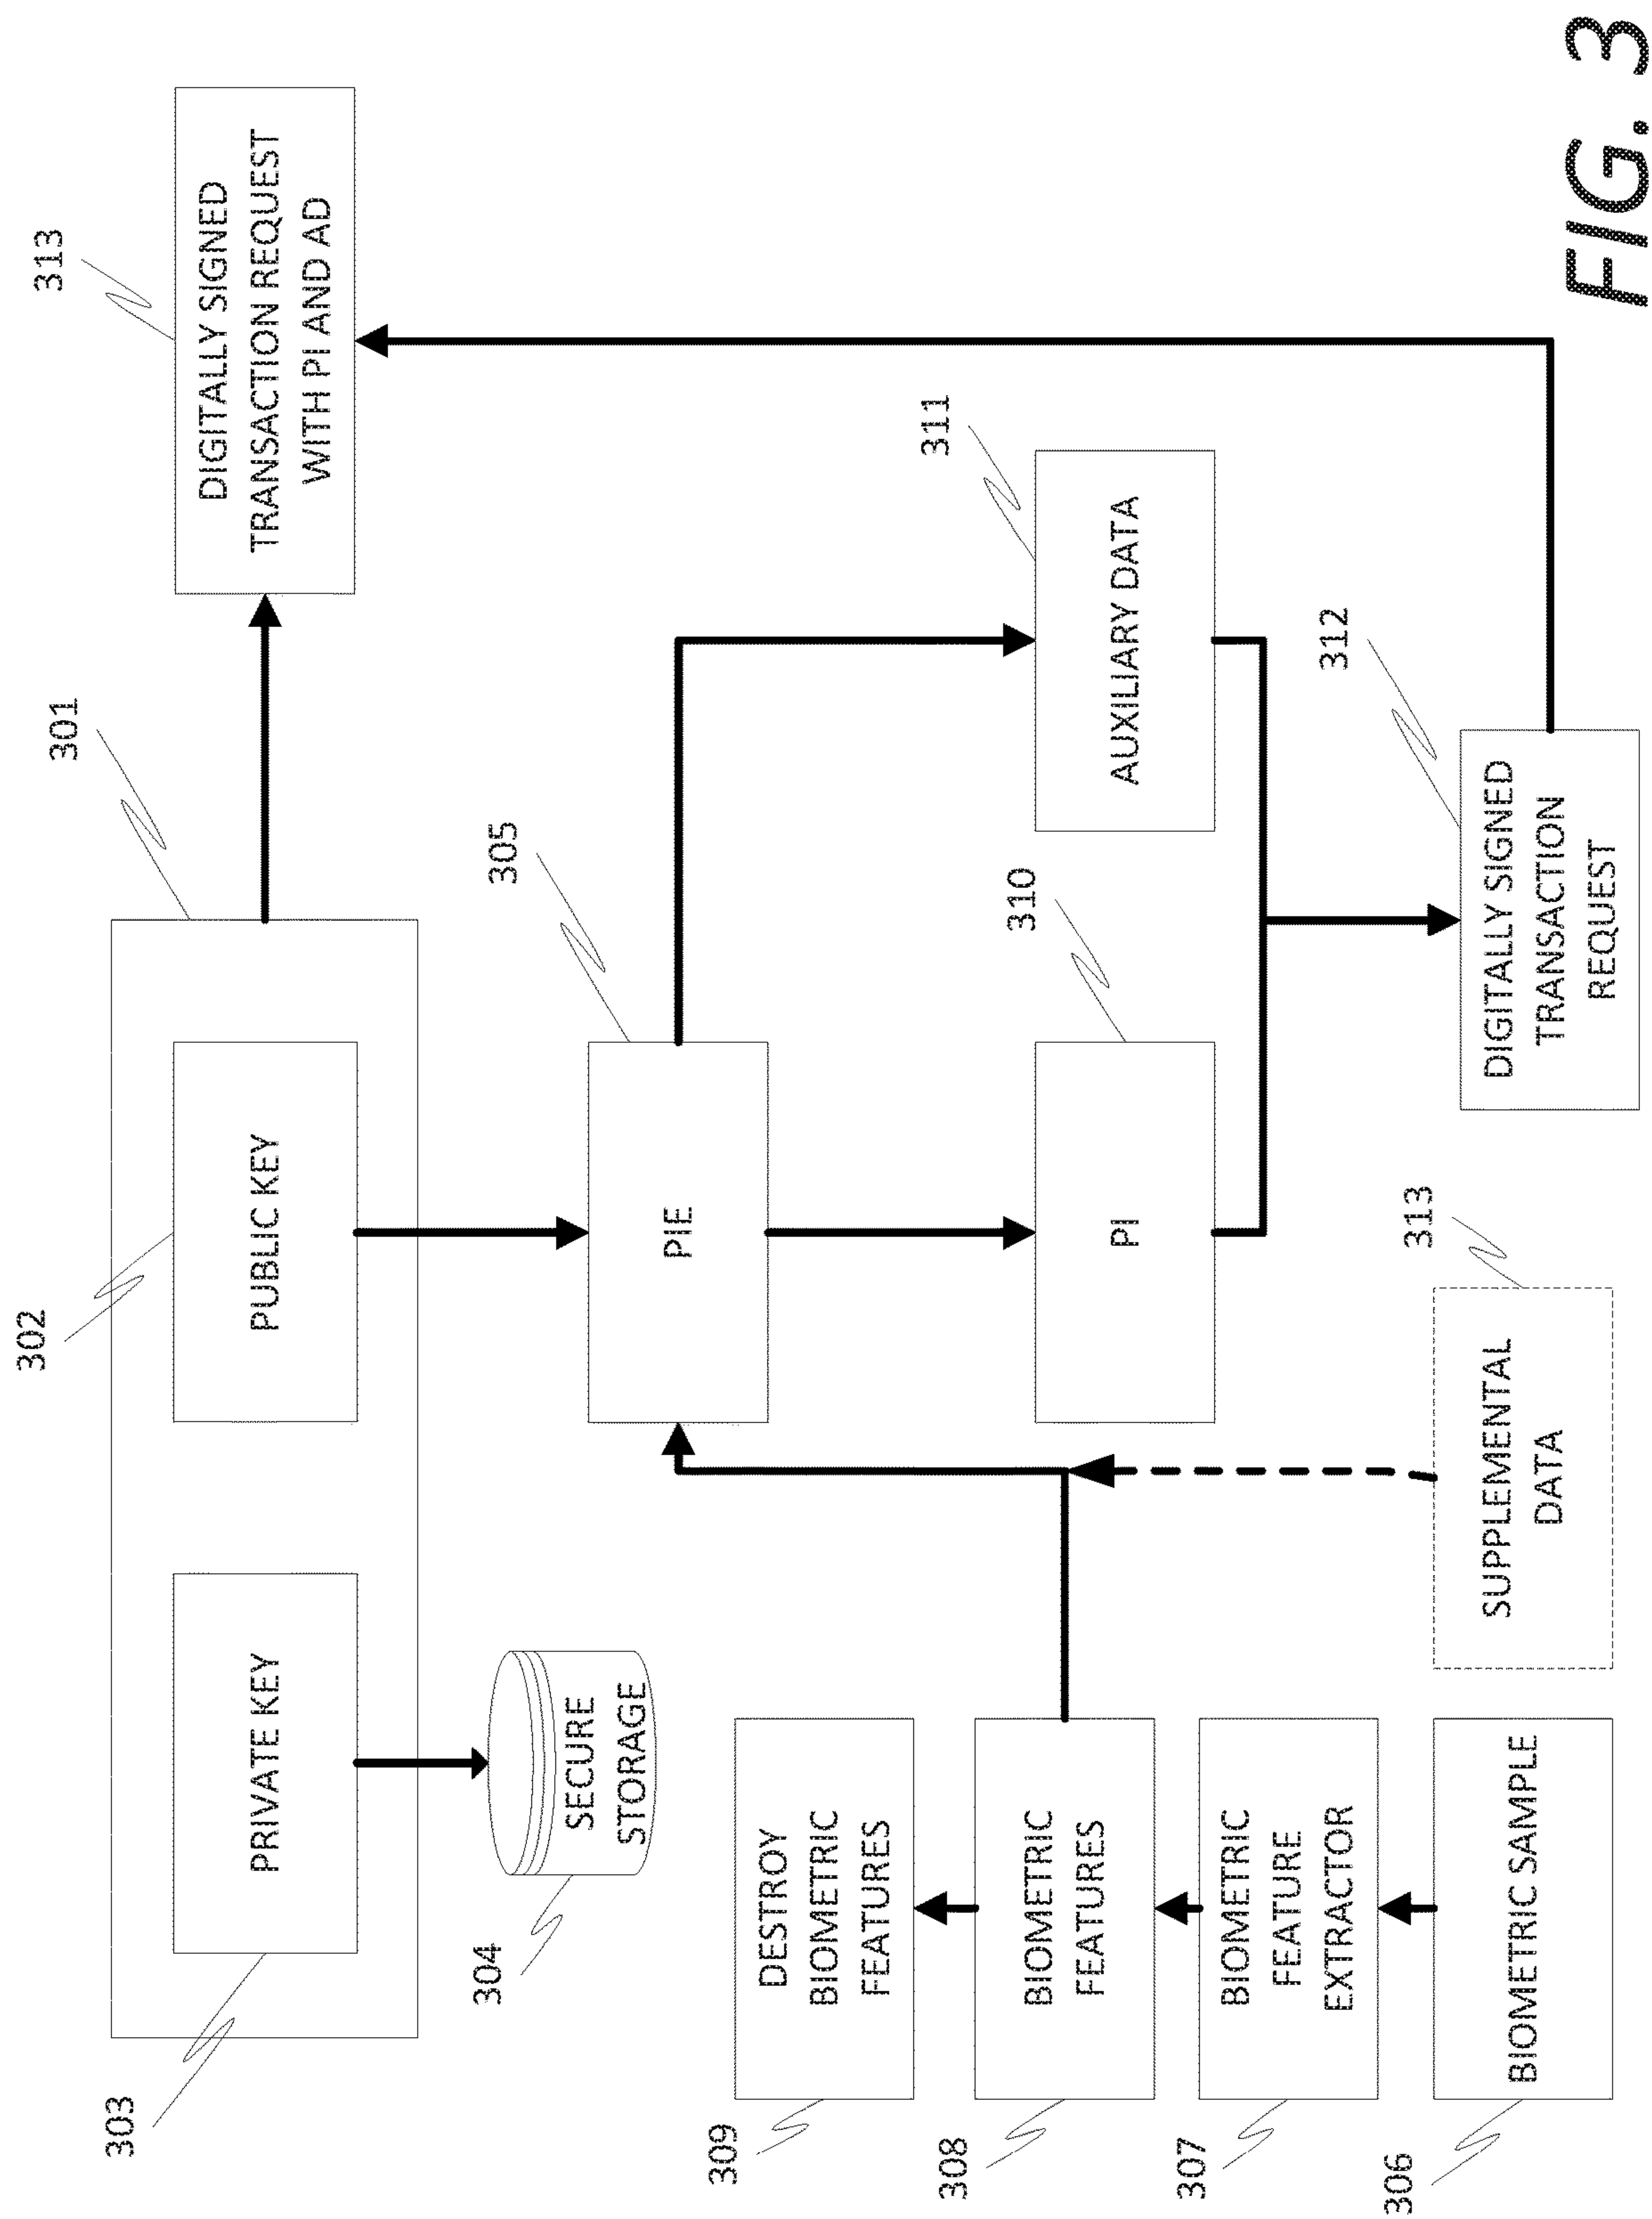 301
313
302
303
PRIVATE KEY
PUBLIC KEY
DIGITALLY SIGNED
TRANSACTION REQUEST
WITH PI AND AD
304
SECURE
STORAGE
305
PIE
309
DESTROY
BIOMETRIC
FEATURES
308
BIOMETRIC
FEATURES
310
PI
311
AUXILIARY DATA
307
BIOMETRIC
FEATURE
EXTRACTOR
306
BIOMETRIC SAMPLE
313
SUPPLEMENTAL
DATA
312
DIGITALLY SIGNED
TRANSACTION
REQUEST
FIG. 3